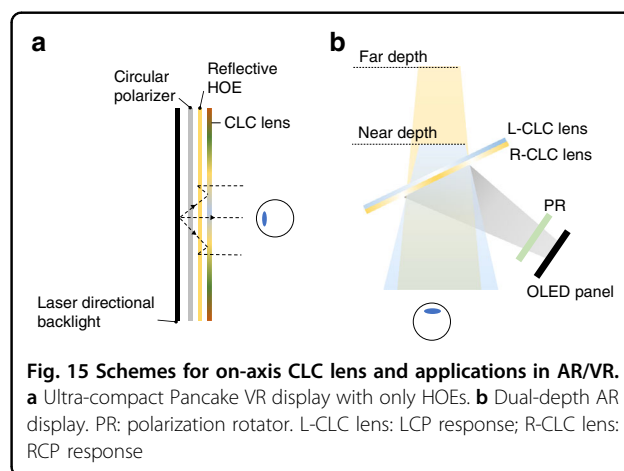 a
Circular
polarizer
Reflective
HOE
CLC lens
Laser directional
backlight
b
Far depth
Near depth
L-CLC lens
R-CLC lens
PR
OLED panel
Fig. 15 Schemes for on-axis CLC lens and applications in AR/VR.
a Ultra-compact Pancake VR display with only HOEs. b Dual-depth AR
display. PR: polarization rotator. L-CLC lens: LCP response; R-CLC lens:
RCP response